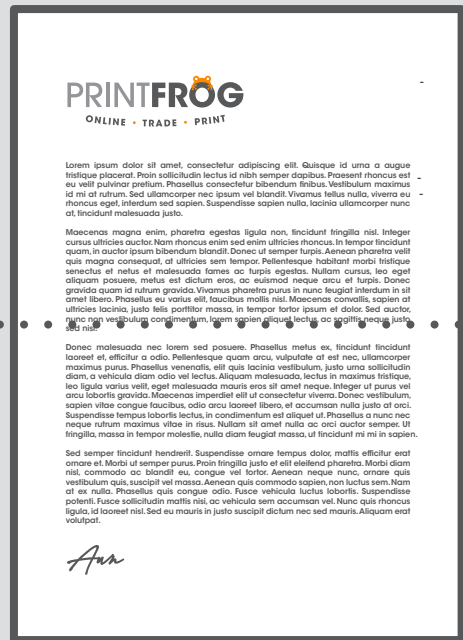 PRINTFROG
ONLINE • TRADE • PRINT
Lorem ipsum dolor sit amet, consectetur adipiscing elit. Quisque id urna a augue
tristique placerat. Proin sollicitudin lectus id nibh semper dapibus. Praesent rhoncus est
eu velit pulvinar pretium. Phasellus consectetur bibendum finibus. Vestibulum maximus
id mi at rutrum. Sed ullamcorper nec ipsum vel blandit. Vivamus tellus nulla, viverra eu
rhoncus eget, interdum sed sapien. Suspendisse sapien nulla, lacinia ullamcorper nunc
at, tincidunt malesuada justo.
Maecenas magna enim, pharetra egestas ligula non, tincidunt fringilla nisl. Integer
cursus ultricies auctor. Nam rhoncus enim sed enim ultricies rhoncus. In tempor tincidunt
quam, in auctor ipsum bibendum blandit. Donec ut semper turpis. Aenean pharetra velit
quis magna consequat, at ultricies sem tempor. Pellentesque habitant morbi tristique
senectus et netus et malesuada fames ac turpis egestas. Nullam cursus, leo eget
aliquam posuere, metus est dictum eros, ac euismod neque arcu et turpis. Donec
gravida quam id rutrum gravida. Vivamus pharetra purus in nunc feugiat interdum in sit
amet libero. Phasellus eu varius elit, faucibus mollis nisl. Maecenas convallis, sapien at
ultricies lacinia, justo felis porttitor massa, in tempor tortor ipsum et dolor. Sed auctor,
nunc non vestibulum condimentum, lorem sapien aliquet lectus, ac sagittis neque justo
sed nisi.
Donec malesuada nec lorem sed posuere. Phasellus metus ex, tincidunt tincidunt
laoreet et, efficitur a odio. Pellentesque quam arcu, vulputate at est nec, ullamcorper
maximus purus. Phasellus venenatis, elit quis lacinia vestibulum, justo urna sollicitudin
diam, a vehicula diam odio vel lectus. Aliquam malesuada, lectus in maximus tristique,
leo ligula varius velit, eget malesuada mauris eros sit amet neque. Integer ut purus vel
arcu lobortis gravida. Maecenas imperdiet elit ut consectetur viverra. Donec vestibulum,
sapien vitae congue faucibus, odio arcu laoreet libero, et accumsan nulla justo at orci.
Suspendisse tempus lobortis lectus, in condimentum est aliquet ut. Phasellus a nunc nec
neque rutrum maximus vitae in risus. Nullam sit amet nulla ac orci auctor semper. Ut
fringilla, massa in tempor molestie, nulla diam feugiat massa, ut tincidunt mi mi in sapien.
Sed semper tincidunt hendrerit. Suspendisse ornare tempus dolor, mattis efficitur erat
ornare et. Morbi ut semper purus. Proin fringilla justo et elit eleifend pharetra. Morbi diam
nisl, commodo ac blandit eu, congue vel tortor. Aenean neque nunc, ornare quis
vestibulum quis, suscipit vel massa. Aenean quis commodo sapien, non luctus sem. Nam
at ex nulla. Phasellus quis congue odio. Fusce vehicula luctus lobortis. Suspendisse
potenti. Fusce sollicitudin mattis nisi, ac vehicula sem accumsan vel. Nunc quis rhoncus
ligula, id laoreet nisl. Sed eu mauris in justo suscipit dictum nec sed mauris. Aliquam erat
volutpat.
Ann